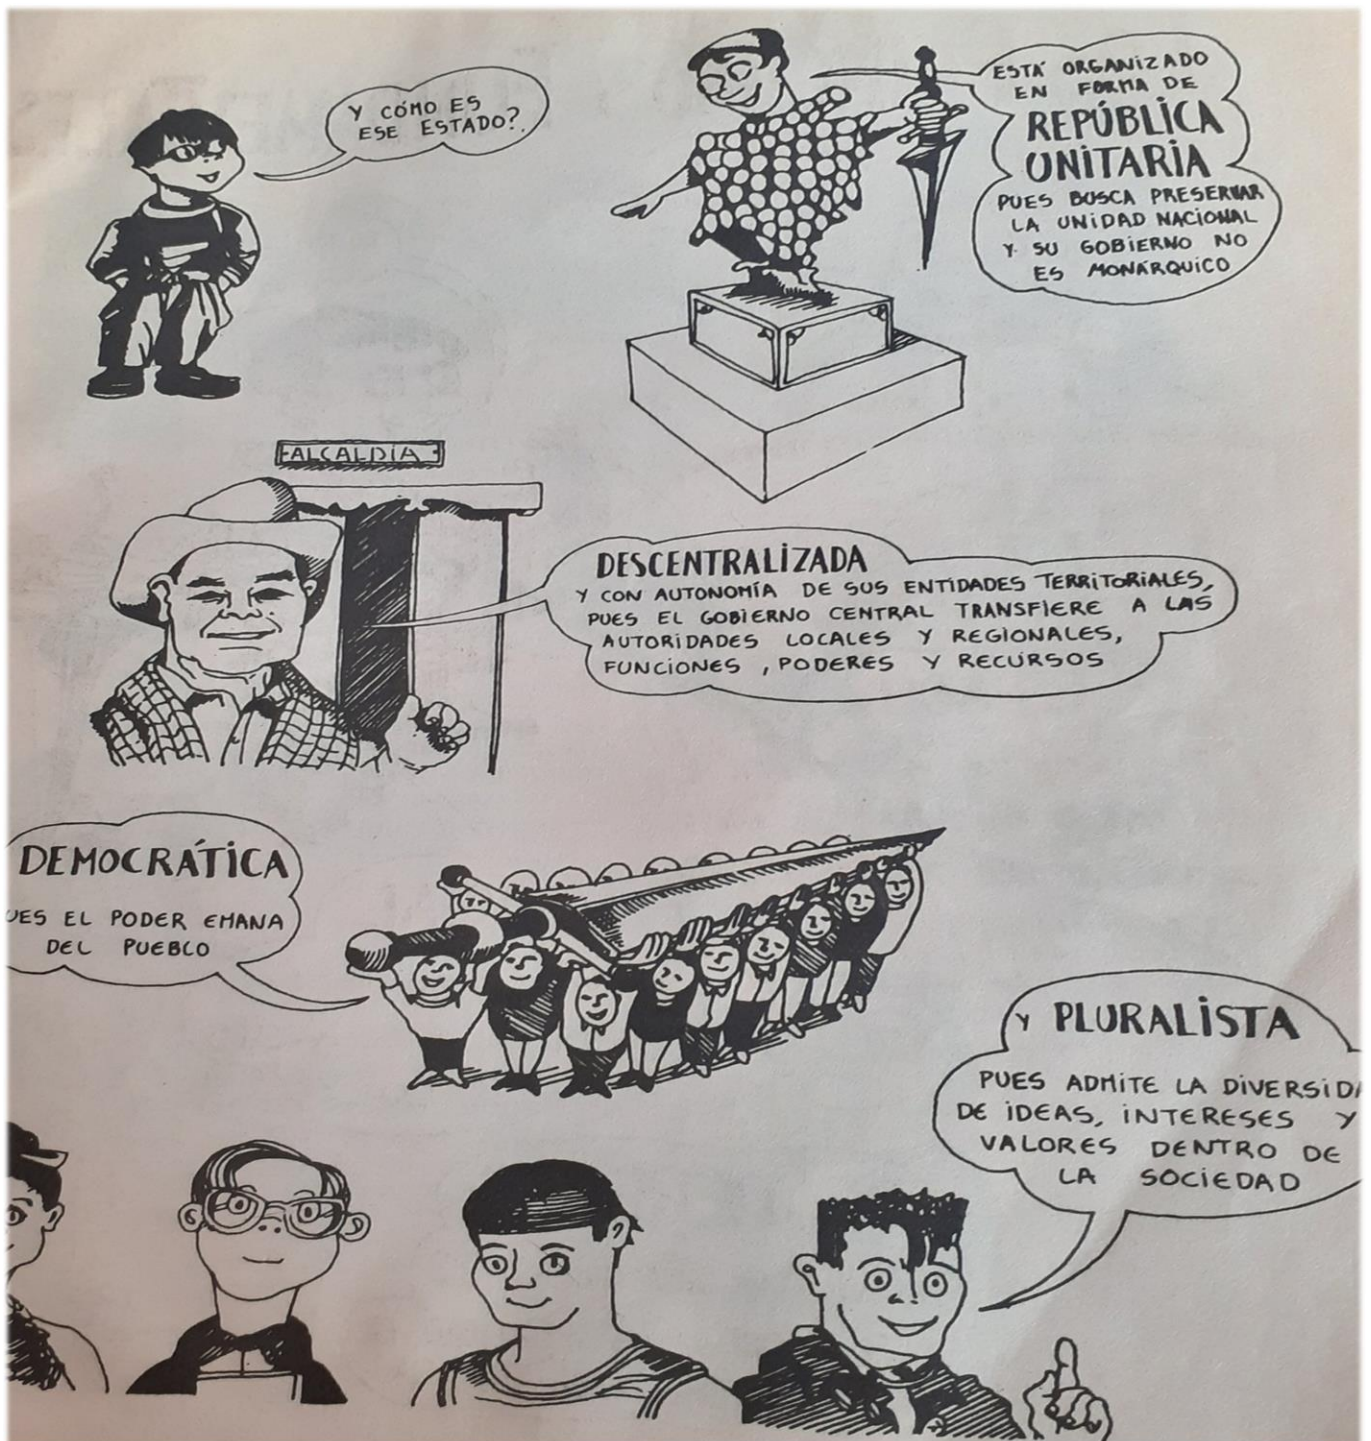 Y CÓMO ES
ESE ESTADO?
ESTÁ ORGANIZADO
EN FORMA DE
REPÚBLICA
UNITARIA
PUES BUSCA PRESERVAR
LA UNIDAD NACIONAL
Y SU GOBIERNO NO
ES MONÁRQUICO
ALCALDÍA
DESCENTRALIZADA
Y CON AUTONOMÍA DE SUS ENTIDADES TERRITORIALES,
PUES EL GOBIERNO CENTRAL TRANSFIERE A LAS
AUTORIDADES LOCALES Y REGIONALES,
FUNCIONES, PODERES Y RECURSOS
DEMOCRÁTICA
UES EL PODER EMANA
DEL PUEBLO
Y PLURALISTA
PUES ADMITE LA DIVERSIDA
DE IDEAS, INTERESES Y
VALORES DENTRO DE
LA SOCIEDAD